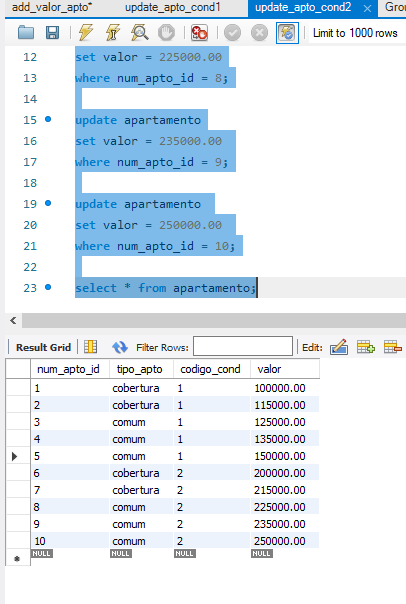 add_valor_apto* update_apto_cond1 update_apto_cond2 Grou
Limit to 1000 rows
12 set valor = 225000.00
13 where num_apto_id = 8;
14
15 update apartamento
16 set valor = 235000.00
17 where num_apto_id = 9;
18
19 update apartamento
20 set valor = 250000.00
21 where num_apto_id = 10;
22
23 select * from apartamento;
Result Grid Filter Rows: Edit:
num_apto_id tipo_apto codigo_cond valor
1 cobertura 1 100000.00
2 cobertura 1 115000.00
3 comum 1 125000.00
4 comum 1 135000.00
5 comum 1 150000.00
6 cobertura 2 200000.00
7 cobertura 2 215000.00
8 comum 2 225000.00
9 comum 2 235000.00
10 comum 2 250000.00
NULL NULL NULL NULL